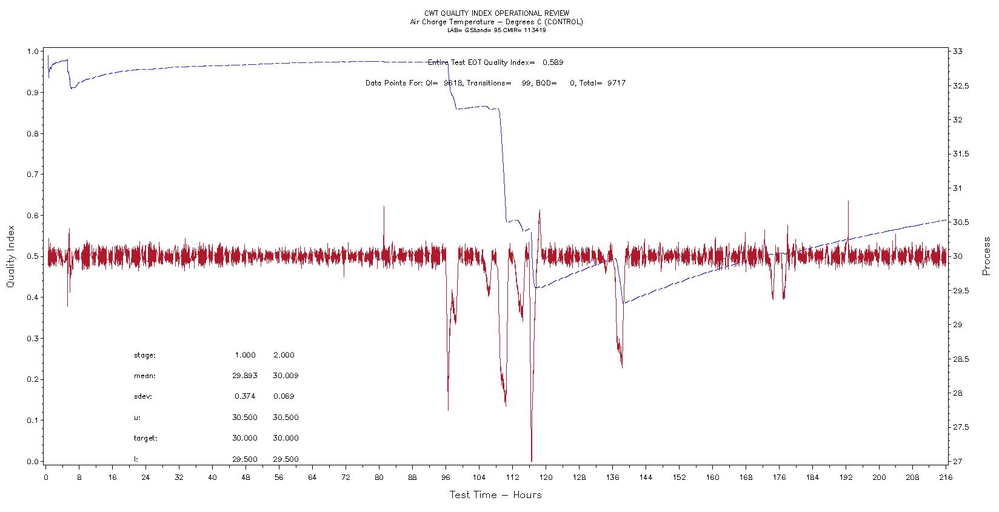 CWT QUALITY INDEX OPERATIONAL REVIEW
Air Charge Temperature – Degrees C (CONTROL)
LAB= G Stand= 95 CMIR= 113419
Entire Test EOT Quality Index= 0.589
Data Points For: QI= 9618, Transitions= 99, BQD= 0, Total= 9717
Quality Index
1.0
0.9
0.8
0.7
0.6
0.5
0.4
0.3
0.2
0.1
0.0
stage: 1.000 2.000
mean: 29.893 30.009
sdev: 0.374 0.069
u: 30.500 30.500
target: 30.000 30.000
l: 29.500 29.500
33
32.5
32
31.5
31
30.5
30
29.5
29
28.5
28
27.5
27
Process
0 8 16 24 32 40 48 56 64 72 80 88 96 104 112 120 128 136 144 152 160 168 176 184 192 200 208 216
Test Time – Hours